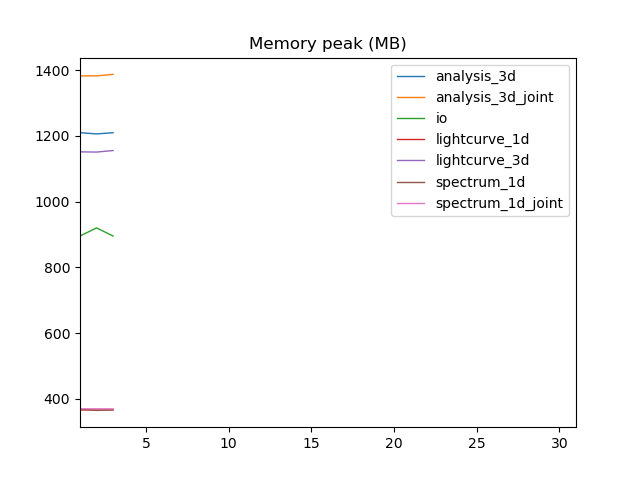 Memory peak (MB)
1400
1200
1000
800
600
400
analysis_3d
analysis_3d_joint
io
lightcurve_1d
lightcurve_3d
spectrum_1d
spectrum_1d_joint
5 10 15 20 25 30